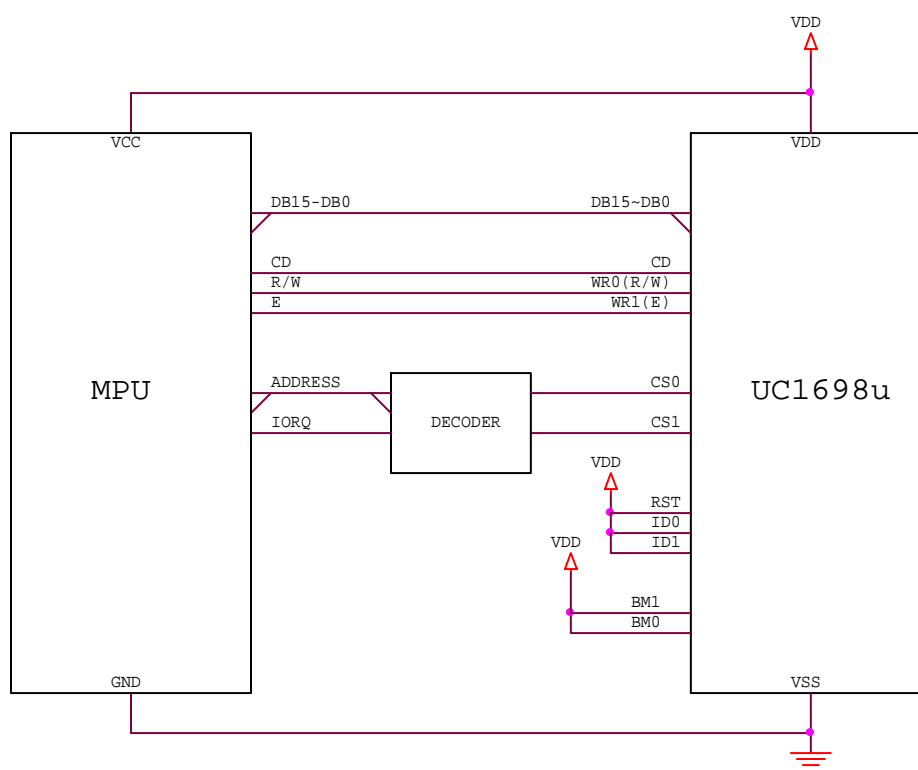 VDD
VCC VDD
DB15-DB0 DB15~DB0
CD CD
R/W WR0(R/W)
E WR1(E)
MPU ADDRESS CS0 UC1698u
IORQ DECODER CS1
VDD
RST
ID0
VDD ID1
BM1
BM0
GND VSS